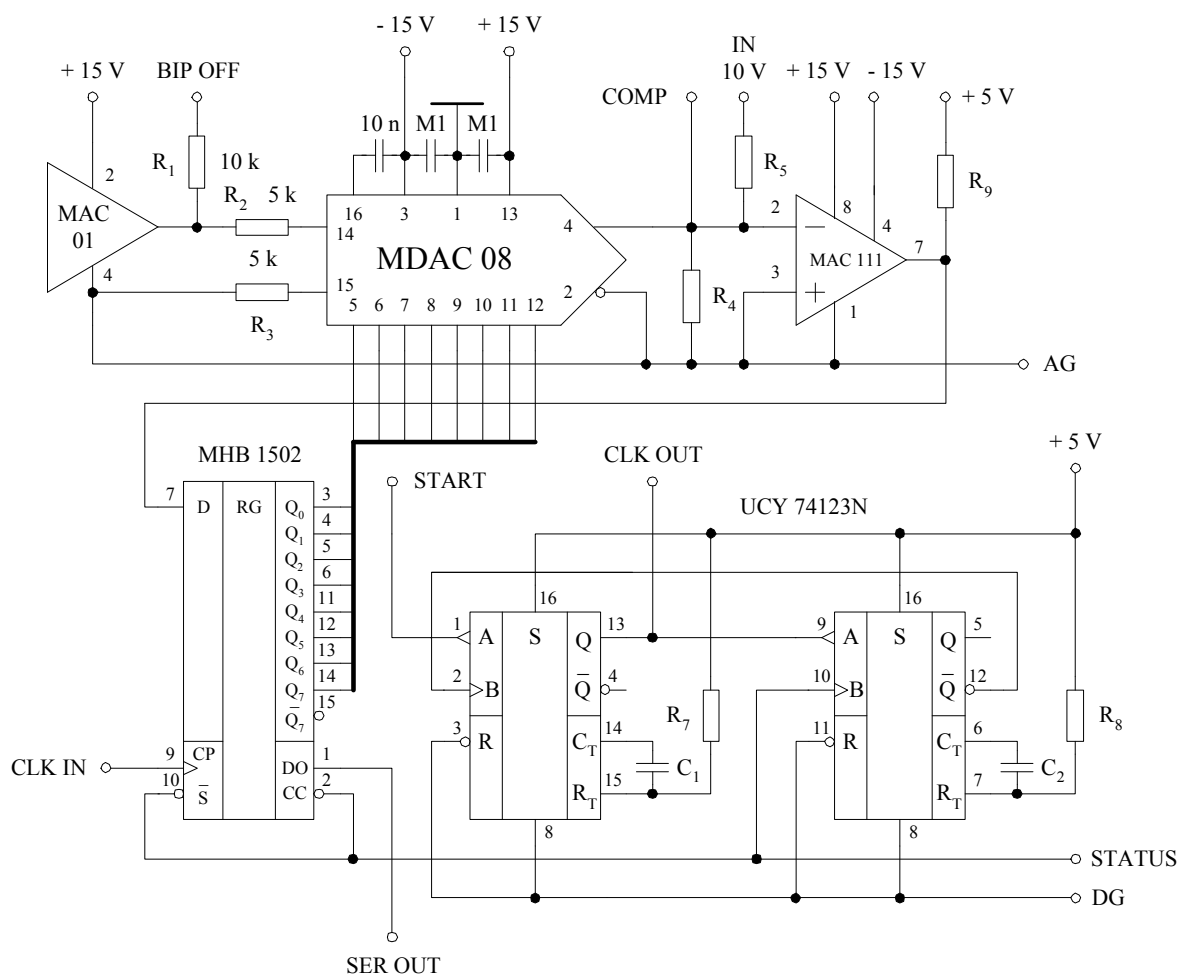 - 15 V
+ 15 V
IN
10 V
+ 15 V
BIP OFF
COMP
+ 15V
- 15 V
+ 5 V
10 n
M1
M1
R1
10 k
R5
R9
2
R2
5 k
MAC
01
16
3
1
13
14
4
2
8
4
7
MDAC 08
MAC 111
5 k
4
15
2
3
R4
1
R3
5
6
7
8
9
10
11
12
AG
MHB 1502
START
CLK OUT
+ 5 V
UCY 74123N
7
D
RG
Q0
3
Q1
4
Q2
5
Q3
6
Q4
11
Q5
12
Q6
13
Q7
14
Q̅7
15
16
16
1
A
S
Q
13
9
A
S
Q
5
2
B
Q̅
4
10
B
Q̅
12
R7
R8
3
R
CT
14
11
R
CT
6
C1
C2
RT
15
RT
7
CLK IN
9
CP
DO
1
10
S̅
CC
2
8
8
STATUS
DG
SER OUT